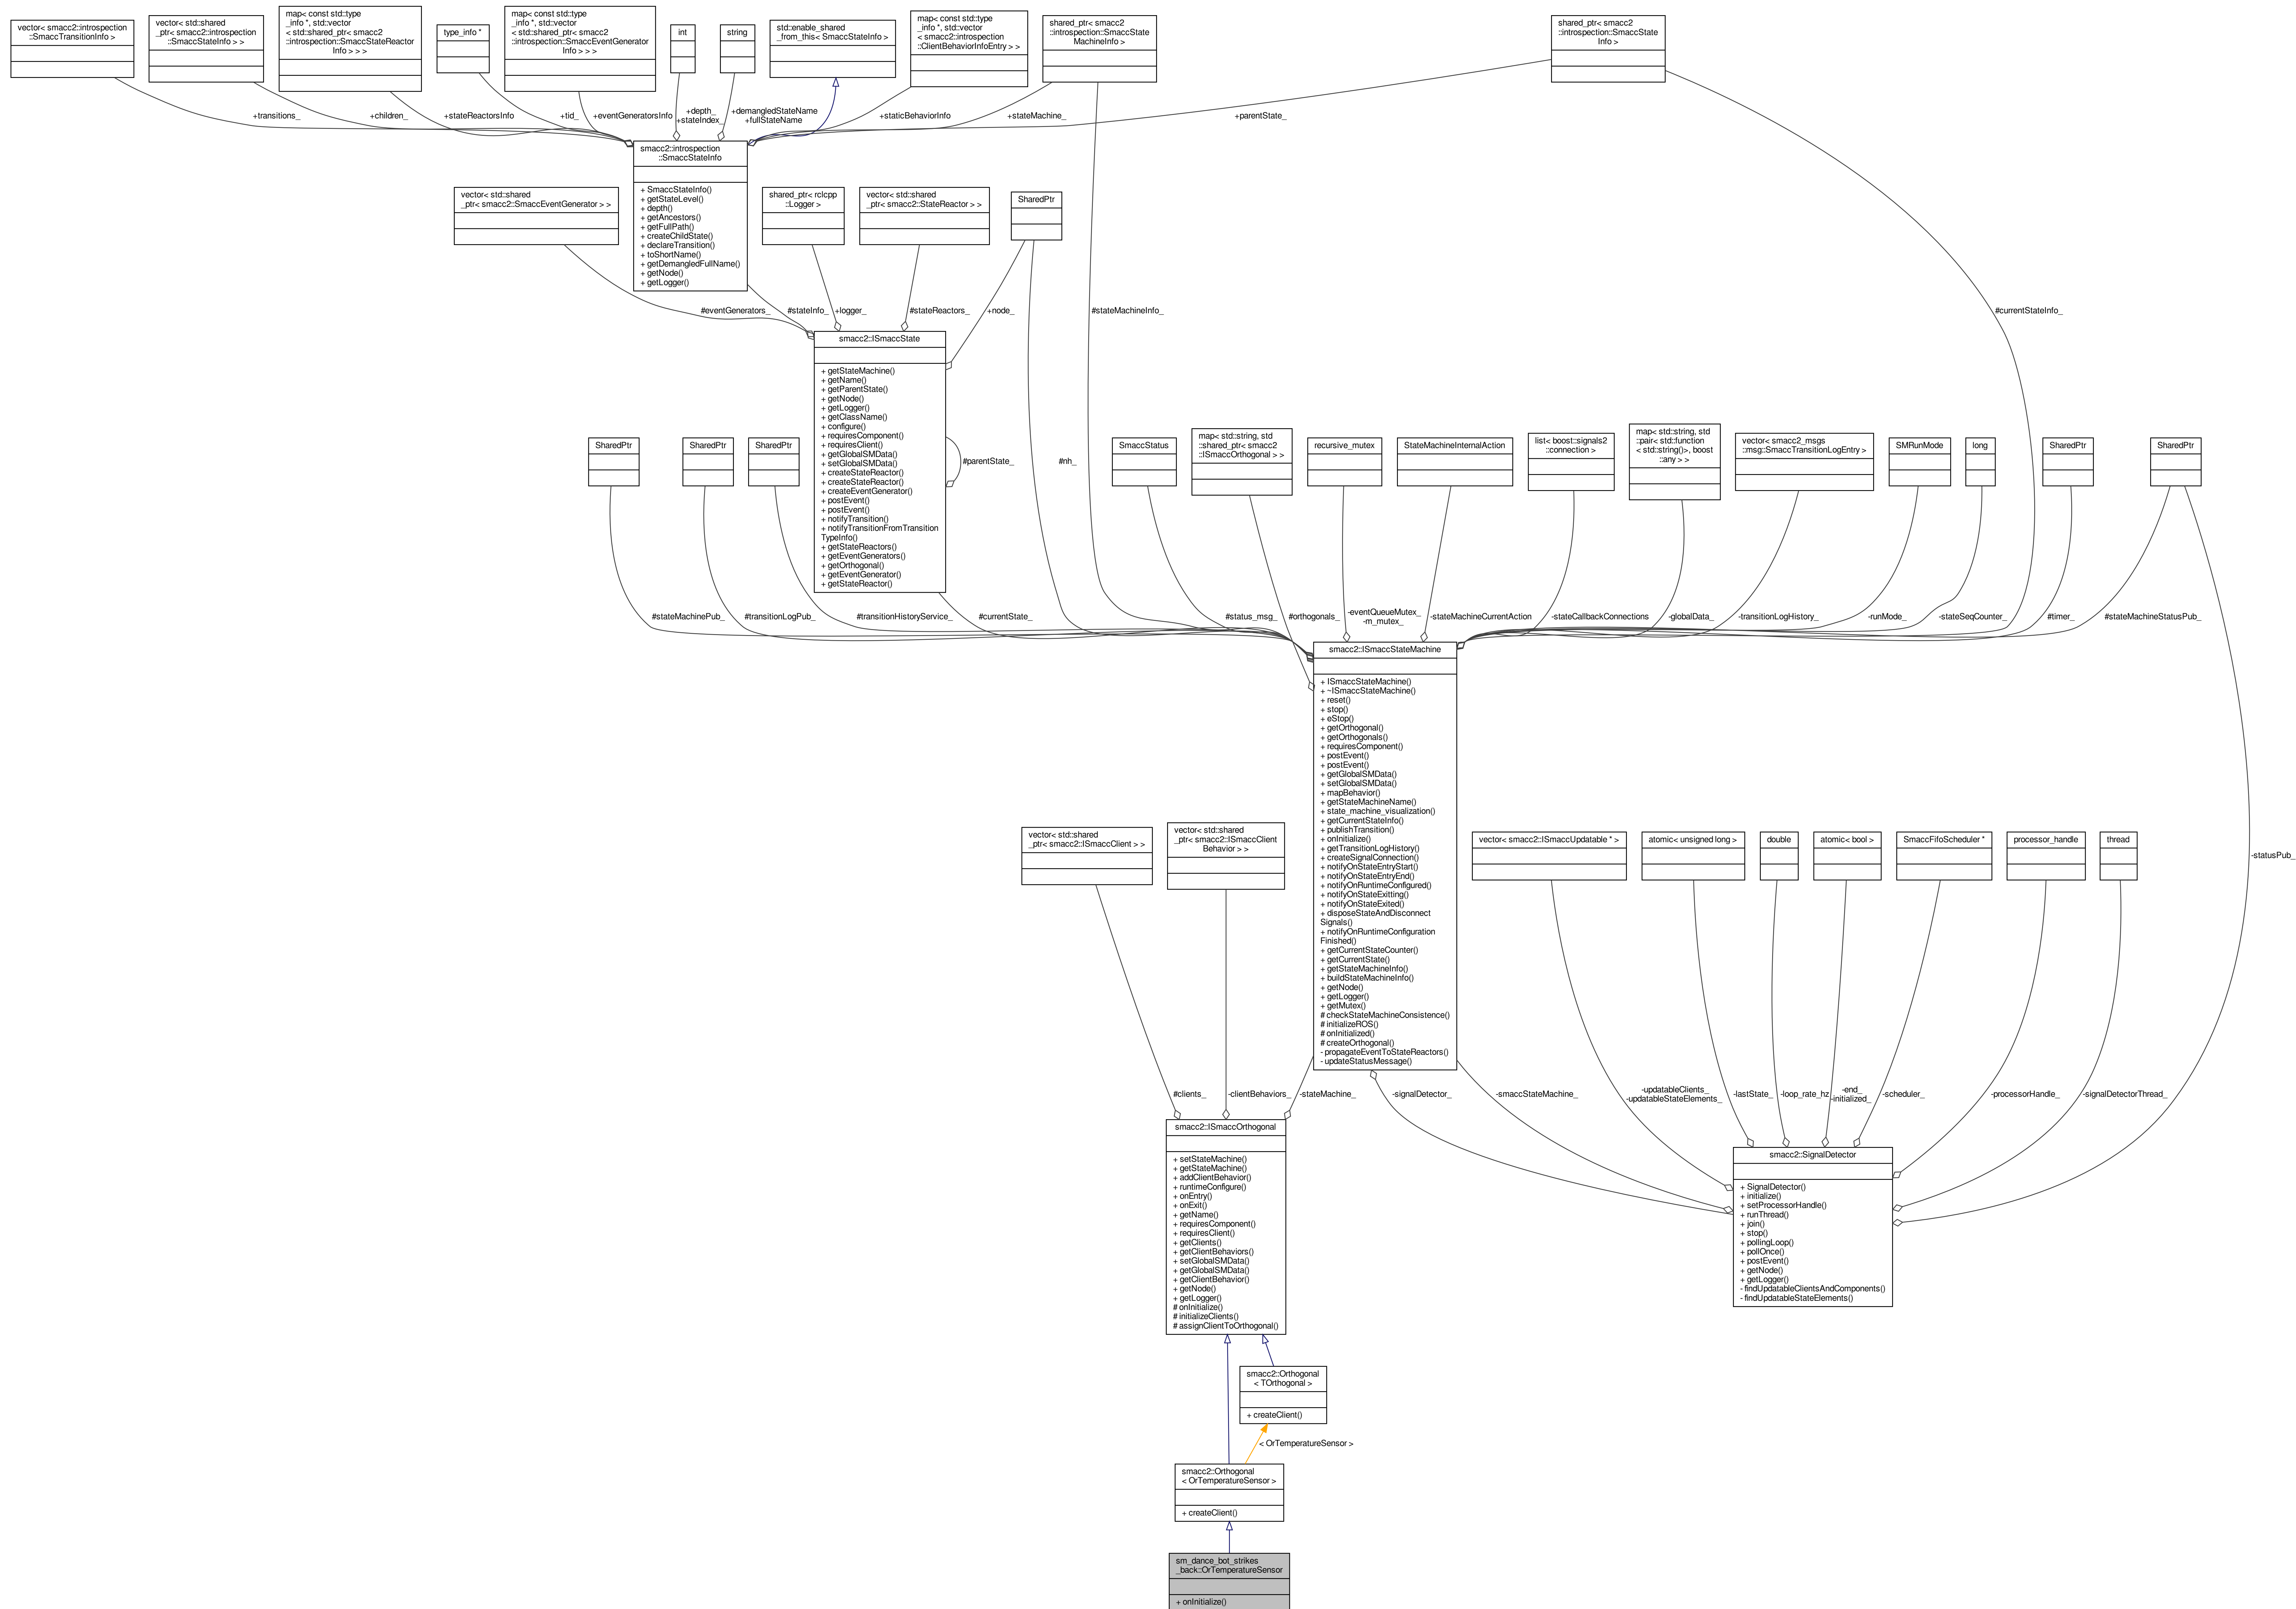 vector< smacc2::introspection
::SmaccTransitionInfo >
vector< std::shared
_ptr< smacc2::introspection
::SmaccStateInfo > >
map< const std::type
_info *, std::vector
< std::shared_ptr< smacc2
::introspection::SmaccStateReactor
Info > > >
type_info *
map< const std::type
_info *, std::vector
< std::shared_ptr< smacc2
::introspection::SmaccEventGenerator
Info > > >
int
string
std::enable_shared
_from_this< SmaccStateInfo >
map< const std::type
_info *, std::vector
< smacc2::introspection
::ClientBehaviorInfoEntry > >
shared_ptr< smacc2
::introspection::SmaccState
MachineInfo >
shared_ptr< smacc2
::introspection::SmaccState
Info >
+transitions_
+children_
+stateReactorsInfo
+tid_
+eventGeneratorsInfo
+depth_
+stateIndex_
+demangledStateName
+fullStateName
+staticBehaviorInfo
+stateMachine_
+parentState_
smacc2::introspection
::SmaccStateInfo
+ SmaccStateInfo()
+ getStateLevel()
+ depth()
+ getAncestors()
+ getFullPath()
+ createChildState()
+ declareTransition()
+ toShortName()
+ getDemangledFullName()
+ getNode()
+ getLogger()
vector< std::shared
_ptr< smacc2::SmaccEventGenerator > >
shared_ptr< rclcpp
::Logger >
vector< std::shared
_ptr< smacc2::StateReactor > >
SharedPtr
#eventGenerators_
#stateInfo_
+logger_
#stateReactors_
+node_
#stateMachineInfo_
#currentStateInfo_
smacc2::ISmaccState
+ getStateMachine()
+ getName()
+ getParentState()
+ getNode()
+ getLogger()
+ getClassName()
+ configure()
+ requiresComponent()
+ requiresClient()
+ getGlobalSMData()
+ setGlobalSMData()
+ createStateReactor()
+ createStateReactor()
+ createEventGenerator()
+ postEvent()
+ postEvent()
+ notifyTransition()
+ notifyTransitionFromTransition
TypeInfo()
+ getStateReactors()
+ getEventGenerators()
+ getOrthogonal()
+ getEventGenerator()
+ getStateReactor()
#parentState_
#nh_
SharedPtr
SharedPtr
SharedPtr
SmaccStatus
map< std::string, std
::shared_ptr< smacc2
::ISmaccOrthogonal > >
recursive_mutex
StateMachineInternalAction
list< boost::signals2
::connection >
map< std::string, std
::pair< std::function
< std::string()>, boost
::any > >
vector< smacc2_msgs
::msg::SmaccTransitionLogEntry >
SMRunMode
long
SharedPtr
SharedPtr
#stateMachinePub_
#transitionLogPub_
#transitionHistoryService_
#currentState_
#status_msg_
#orthogonals_
-eventQueueMutex_
-m_mutex_
-stateMachineCurrentAction
-stateCallbackConnections
-globalData_
-transitionLogHistory_
-runMode_
-stateSeqCounter_
#timer_
#stateMachineStatusPub_
smacc2::ISmaccStateMachine
+ ISmaccStateMachine()
+ ~ISmaccStateMachine()
+ reset()
+ stop()
+ eStop()
+ getOrthogonal()
+ getOrthogonals()
+ requiresComponent()
+ postEvent()
+ postEvent()
+ getGlobalSMData()
+ setGlobalSMData()
+ mapBehavior()
+ getStateMachineName()
+ state_machine_visualization()
+ getCurrentStateInfo()
+ publishTransition()
+ onInitialize()
+ getTransitionLogHistory()
+ createSignalConnection()
+ notifyOnStateEntryStart()
+ notifyOnStateEntryEnd()
+ notifyOnRuntimeConfigured()
+ notifyOnStateExitting()
+ notifyOnStateExited()
+ disposeStateAndDisconnect
Signals()
+ notifyOnRuntimeConfiguration
Finished()
+ getCurrentStateCounter()
+ getCurrentState()
+ getStateMachineInfo()
+ buildStateMachineInfo()
+ getNode()
+ getLogger()
+ getMutex()
# checkStateMachineConsistence()
# initializeROS()
# onInitialized()
# createOrthogonal()
- propagateEventToStateReactors()
- updateStatusMessage()
vector< std::shared
_ptr< smacc2::ISmaccClient > >
vector< std::shared
_ptr< smacc2::ISmaccClient
Behavior > >
vector< smacc2::ISmaccUpdatable * >
atomic< unsigned long >
double
atomic< bool >
SmaccFifoScheduler *
processor_handle
thread
-statusPub_
#clients_
-clientBehaviors_
-stateMachine_
-signalDetector_
-smaccStateMachine_
-updatableClients_
-updatableStateElements_
-lastState_
-loop_rate_hz
-end_
-initialized_
-scheduler_
-processorHandle_
-signalDetectorThread_
smacc2::ISmaccOrthogonal
+ setStateMachine()
+ getStateMachine()
+ addClientBehavior()
+ runtimeConfigure()
+ onEntry()
+ onExit()
+ getName()
+ requiresComponent()
+ requiresClient()
+ getClients()
+ getClientBehaviors()
+ setGlobalSMData()
+ getGlobalSMData()
+ getClientBehavior()
+ getNode()
+ getLogger()
# onInitialize()
# initializeClients()
# assignClientToOrthogonal()
smacc2::SignalDetector
+ SignalDetector()
+ initialize()
+ setProcessorHandle()
+ runThread()
+ join()
+ stop()
+ pollingLoop()
+ pollOnce()
+ postEvent()
+ getNode()
+ getLogger()
- findUpdatableClientsAndComponents()
- findUpdatableStateElements()
smacc2::Orthogonal
< TOrthogonal >
+ createClient()
< OrTemperatureSensor >
smacc2::Orthogonal
< OrTemperatureSensor >
+ createClient()
sm_dance_bot_strikes
_back::OrTemperatureSensor
+ onInitialize()